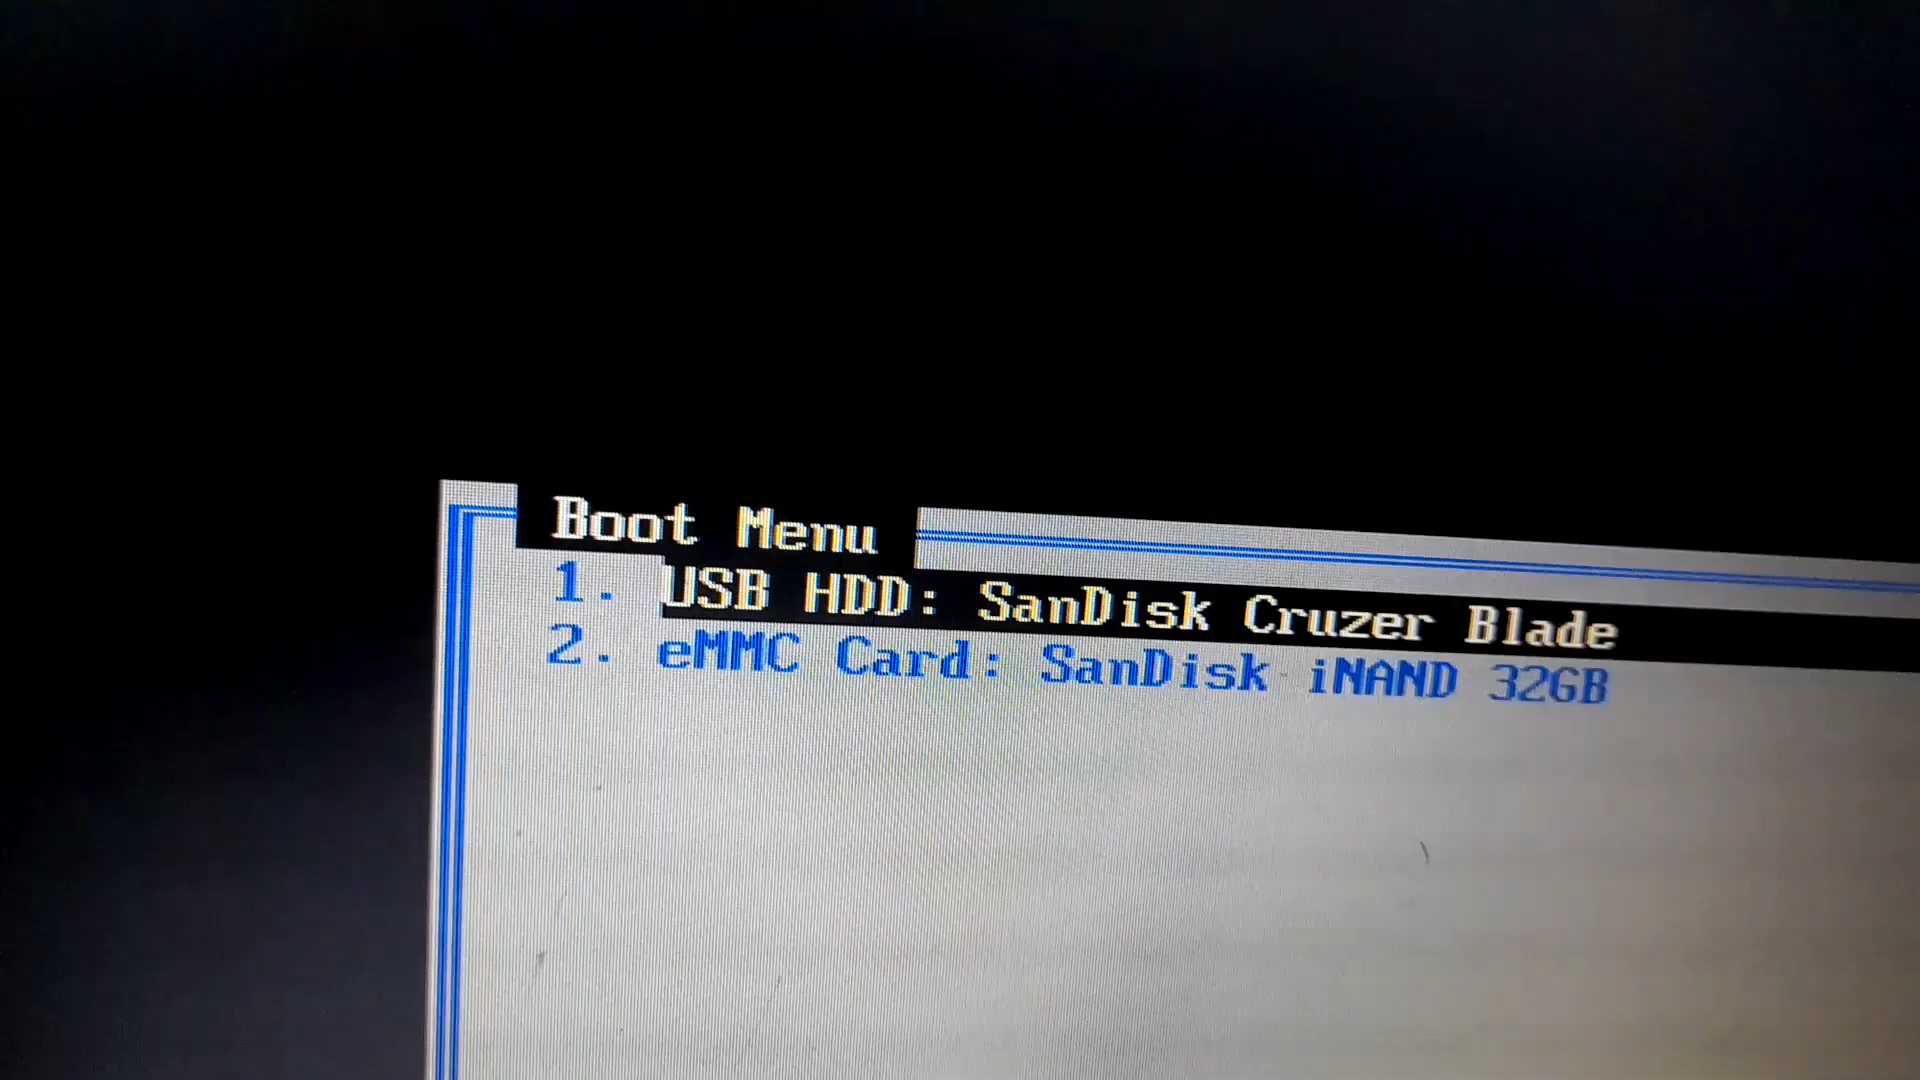 Boot Menu
1. USB HDD: SanDisk Cruzer Blade
2. eMMC Card: SanDisk iNAND 32GB